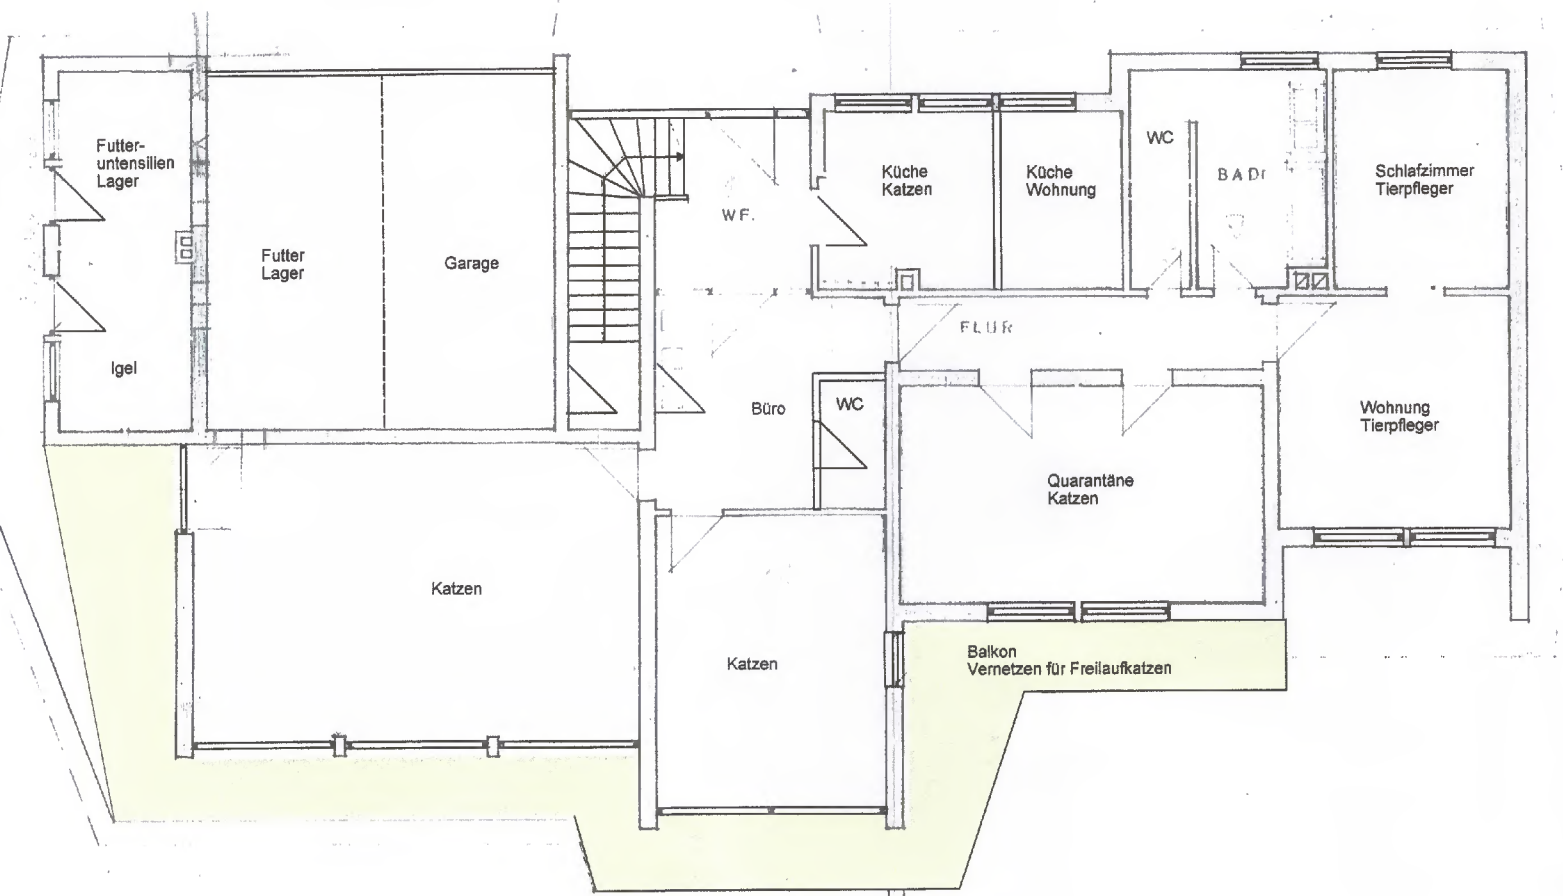 Futter-
untensilien
Lager
Igel
Futter
Lager
Garage
WF.
Küche
Katzen
Küche
Wohnung
WC
BAD
Schlafzimmer
Tierpfleger
FLUR
Büro
WC
Wohnung
Tierpfleger
Quarantäne
Katzen
Katzen
Katzen
Balkon
Vernetzen für Freilaufkatzen